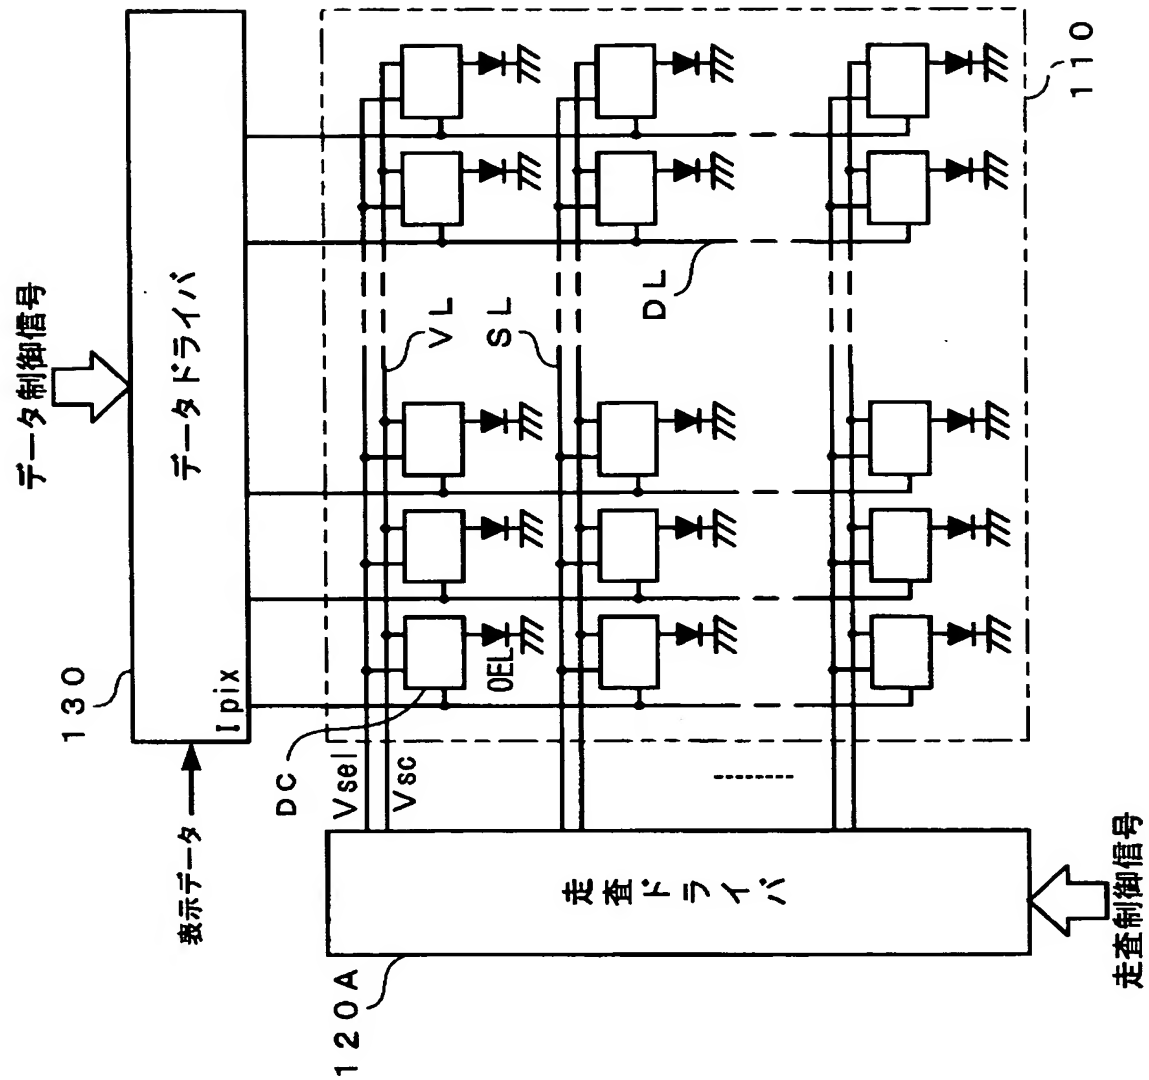 データ制御信号
130
表示データ
データドライバ
Ipix
DC
Vsel
Vsc
VL
SL
DL
OEL
110
120A
走査ドライバ
走査制御信号